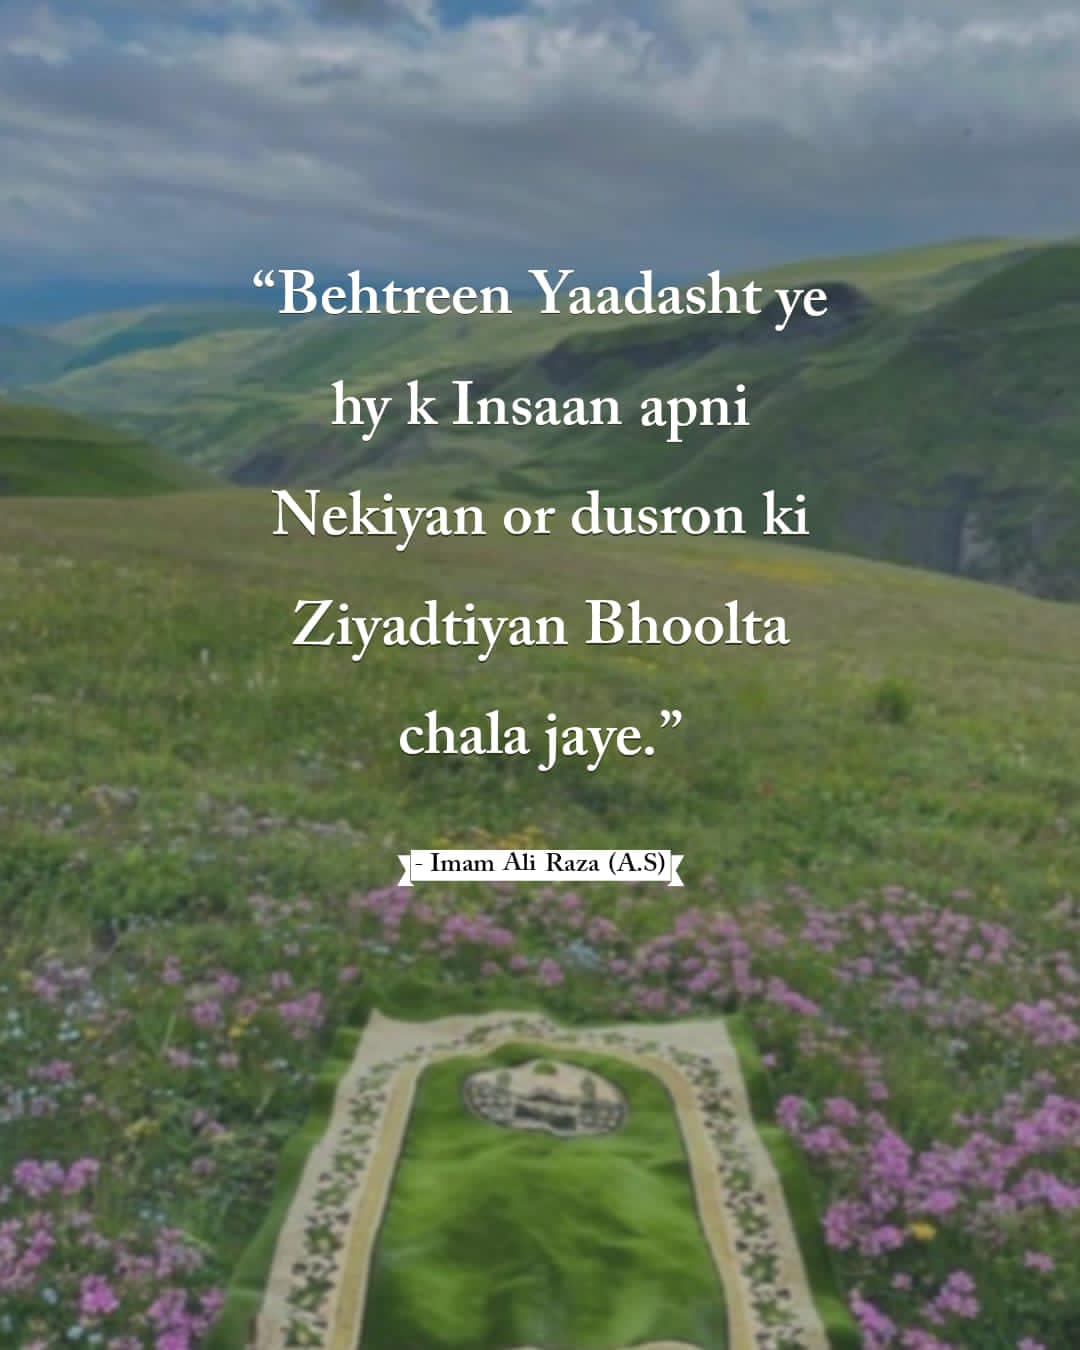 “Behtreen Yaadasht ye
hy k Insaan apni
Nekiyan or dusron ki
Ziyadtiyan Bhoolta
chala jaye.”
- Imam Ali Raza (A.S)